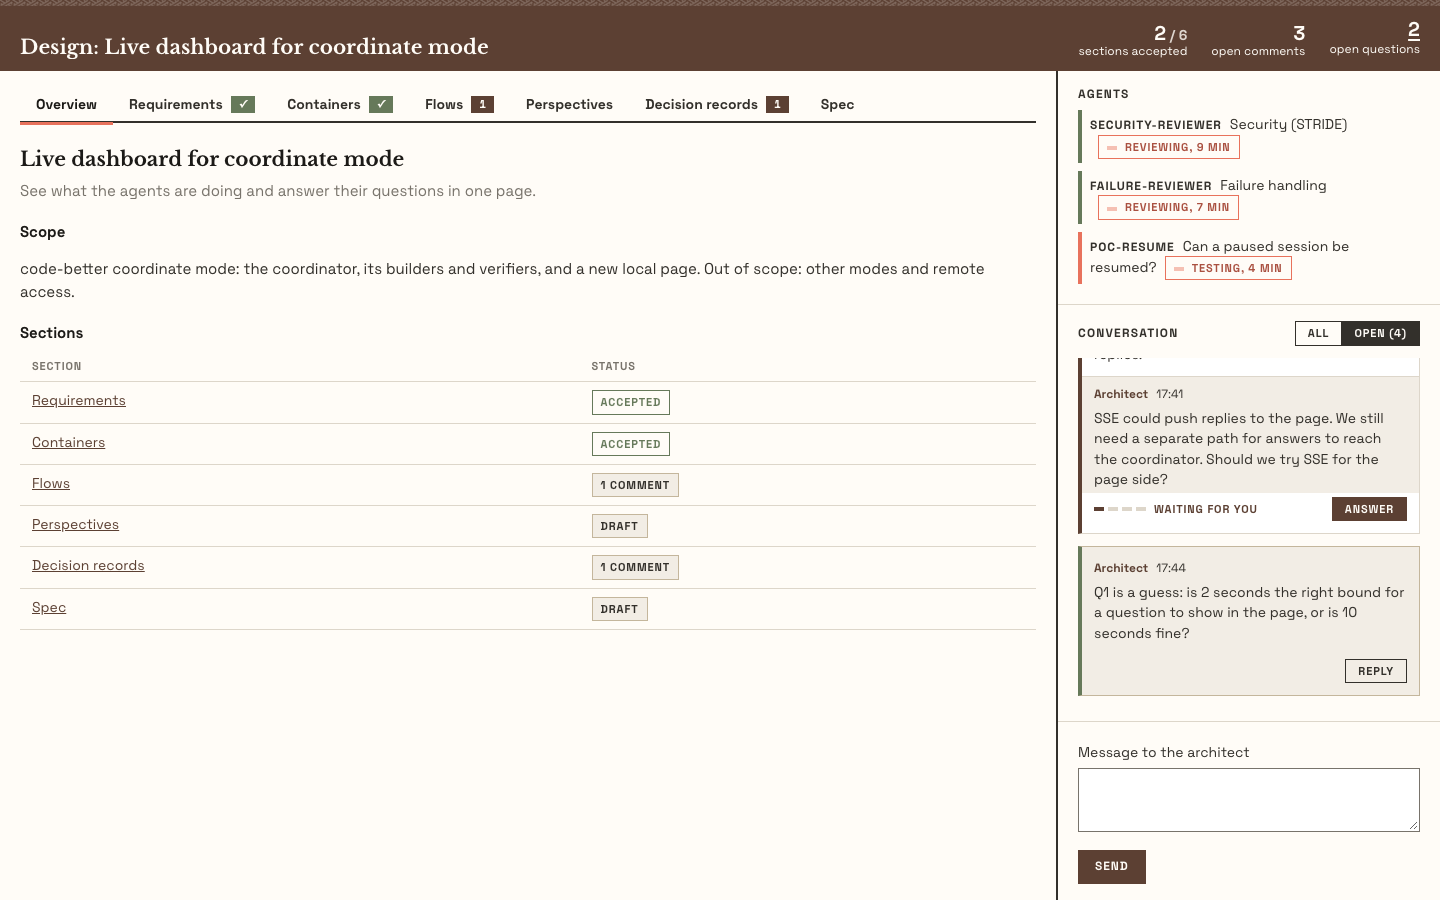 Design: Live dashboard for coordinate mode
2 / 6
sections accepted
3
open comments
2
open questions
Overview
Requirements ✓
Containers ✓
Flows 1
Perspectives
Decision records 1
Spec
Live dashboard for coordinate mode
See what the agents are doing and answer their questions in one page.
Scope
code-better coordinate mode: the coordinator, its builders and verifiers, and a new local page. Out of scope: other modes and remote
access.
Sections
SECTION STATUS
Requirements ACCEPTED
Containers ACCEPTED
Flows 1 COMMENT
Perspectives DRAFT
Decision records 1 COMMENT
Spec DRAFT
AGENTS
SECURITY-REVIEWER Security (STRIDE)
REVIEWING, 9 MIN
FAILURE-REVIEWER Failure handling
REVIEWING, 7 MIN
POC-RESUME Can a paused session be
resumed? TESTING, 4 MIN
CONVERSATION ALL OPEN (4)
replies.
Architect 17:41
SSE could push replies to the page. We still
need a separate path for answers to reach
the coordinator. Should we try SSE for the
page side?
WAITING FOR YOU ANSWER
Architect 17:44
Q1 is a guess: is 2 seconds the right bound for
a question to show in the page, or is 10
seconds fine?
REPLY
Message to the architect
SEND